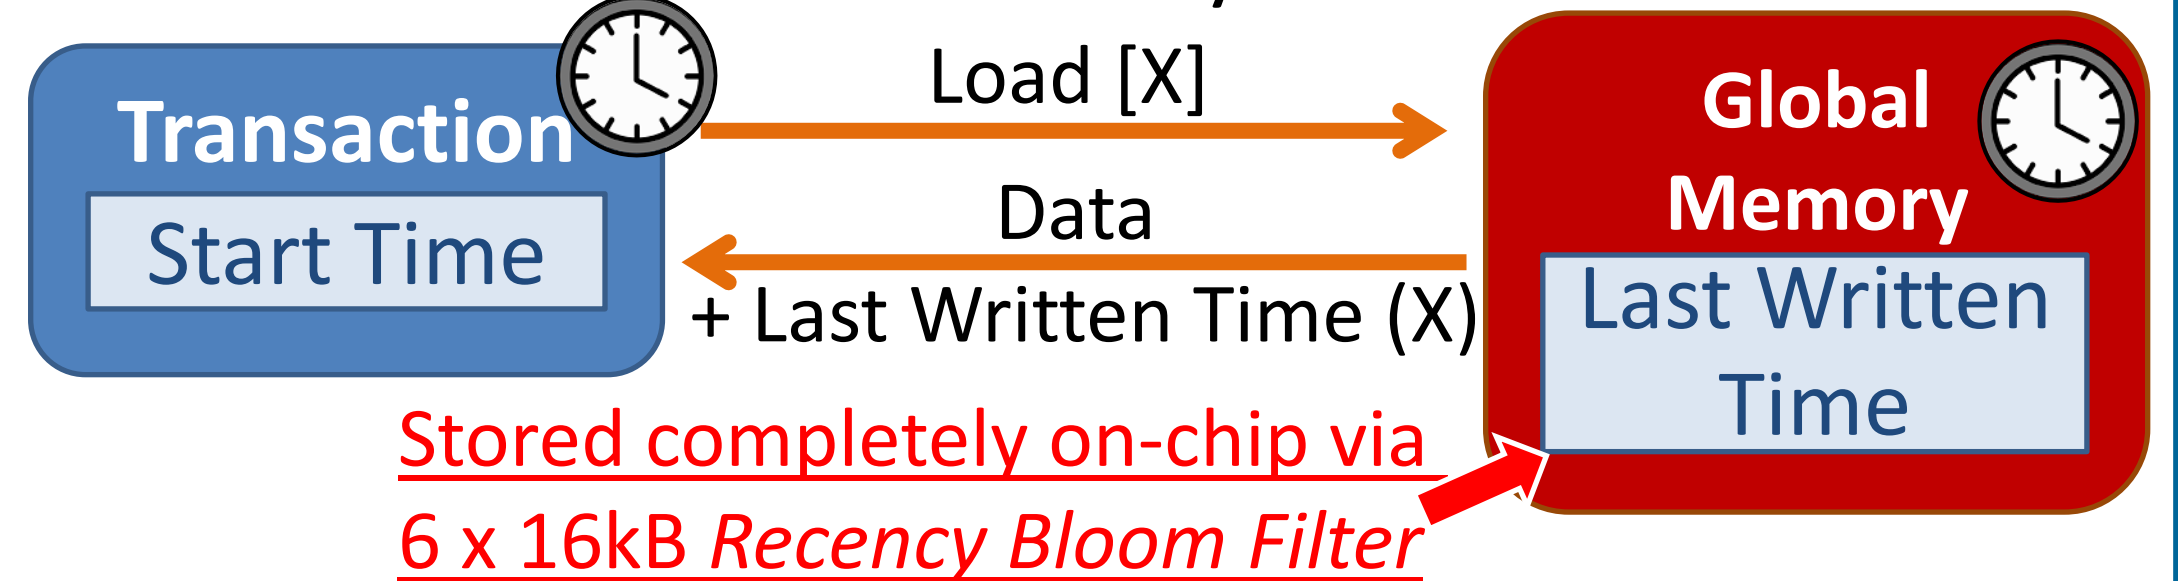 Load [X]
Transaction
Start Time
Data
+ Last Written Time (X)
Global
Memory
Last Written
Time
Stored completely on-chip via
6 x 16kB Recency Bloom Filter